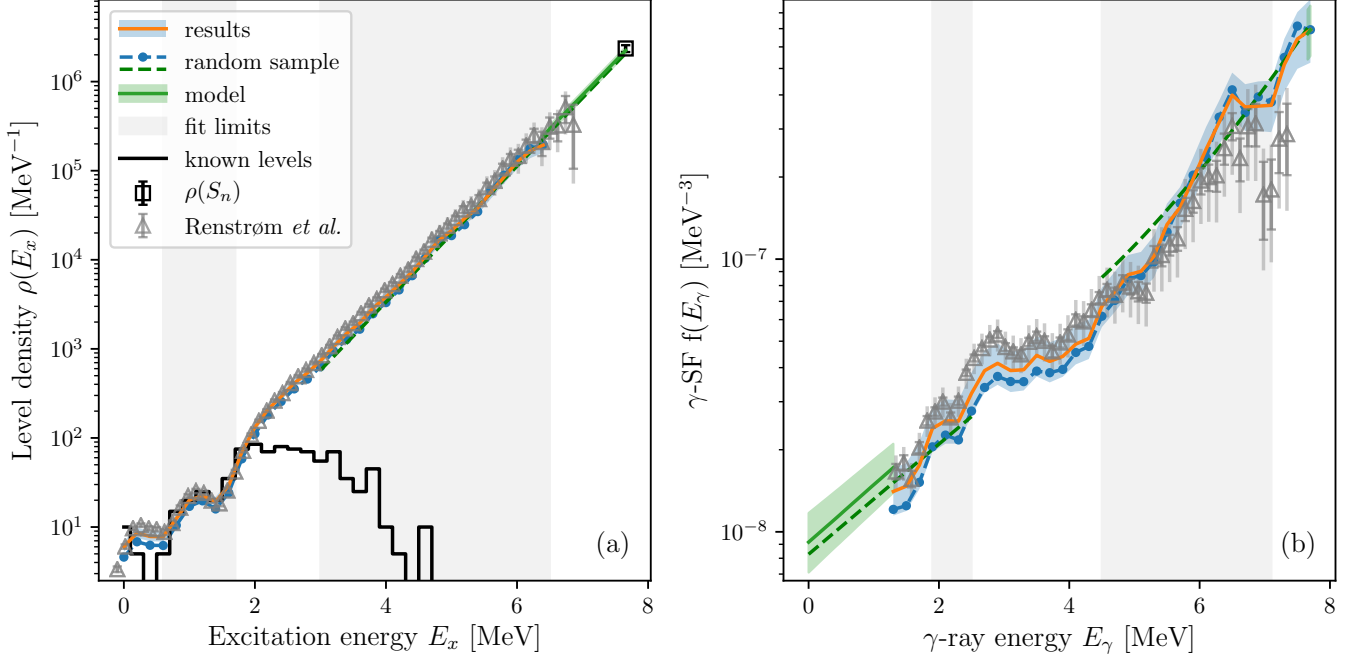 results
random sample
model
fit limits
known levels
ρ(Sₙ)
Renstrøm et al.
Level density ρ(Eₓ) [MeV⁻¹]
10⁶
10⁵
10⁴
10³
10²
10¹
(a)
0 2 4 6 8
Excitation energy Eₓ [MeV]
γ-SF f(Eᵧ) [MeV⁻³]
10⁻⁷
10⁻⁸
(b)
0 2 4 6 8
γ-ray energy Eᵧ [MeV]